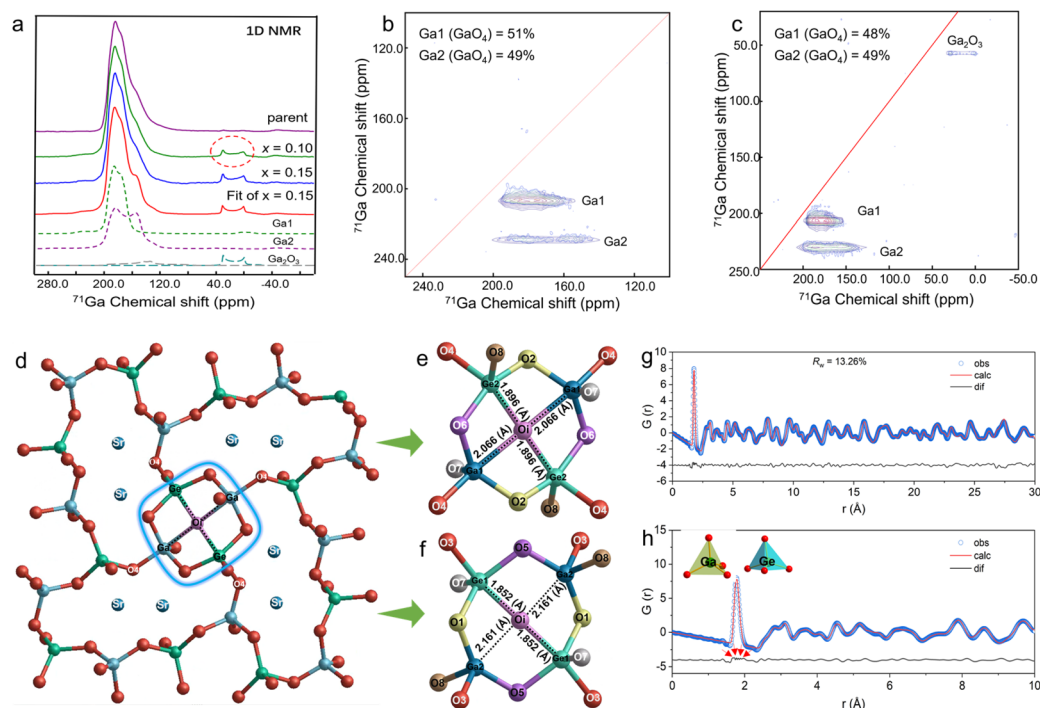 a
1D NMR
parent
x = 0.10
x = 0.15
Fit of x = 0.15
Ga1
Ga2
Ga₂O₃
280.0 200.0 120.0 40.0 -40.0
⁷¹Ga Chemical shift (ppm)
b
Ga1 (GaO₄) = 51%
Ga2 (GaO₄) = 49%
100.0
150.0
200.0
250.0
⁷¹Ga Chemical shift (ppm)
Ga1
Ga2
240.0 200.0 160.0 120.0
⁷¹Ga Chemical shift (ppm)
c
Ga1 (GaO₄) = 48%
Ga2 (GaO₄) = 49%
Ga₂O₃
50.0
100.0
150.0
200.0
250.0
⁷¹Ga Chemical shift (ppm)
Ga1
Ga2
200.0 150.0 100.0 50.0 0.0 -50.0
⁷¹Ga Chemical shift (ppm)
d
Sr
Sr
Sr
Sr
O4
O4
Ge
Ga
Oi
Ga
Ge
O4
O4
Sr
Sr
Sr
Sr
Sr
e
O4
O8
O2
O4
Ge2
Ga1
O7
1.896 (Å)
2.066 (Å)
O6
Oi
O6
2.066 (Å)
1.896 (Å)
O7
Ga1
Ge2
O8
O4
O2
O4
f
O3
O5
O3
Ga2
O8
Ge1
O7
1.852 (Å)
2.161 (Å)
O1
Oi
O1
2.161 (Å)
1.852 (Å)
Ga2
Ge1
O7
O8
O3
O5
O3
g
R_w = 13.26%
obs
calc
dif
10
8
6
4
2
0
-2
-4
-6
G (r)
0 5 10 15 20 25 30
r (Å)
h
Ga
Ge
obs
calc
dif
15
10
5
0
-5
G (r)
0 2 4 6 8 10
r (Å)